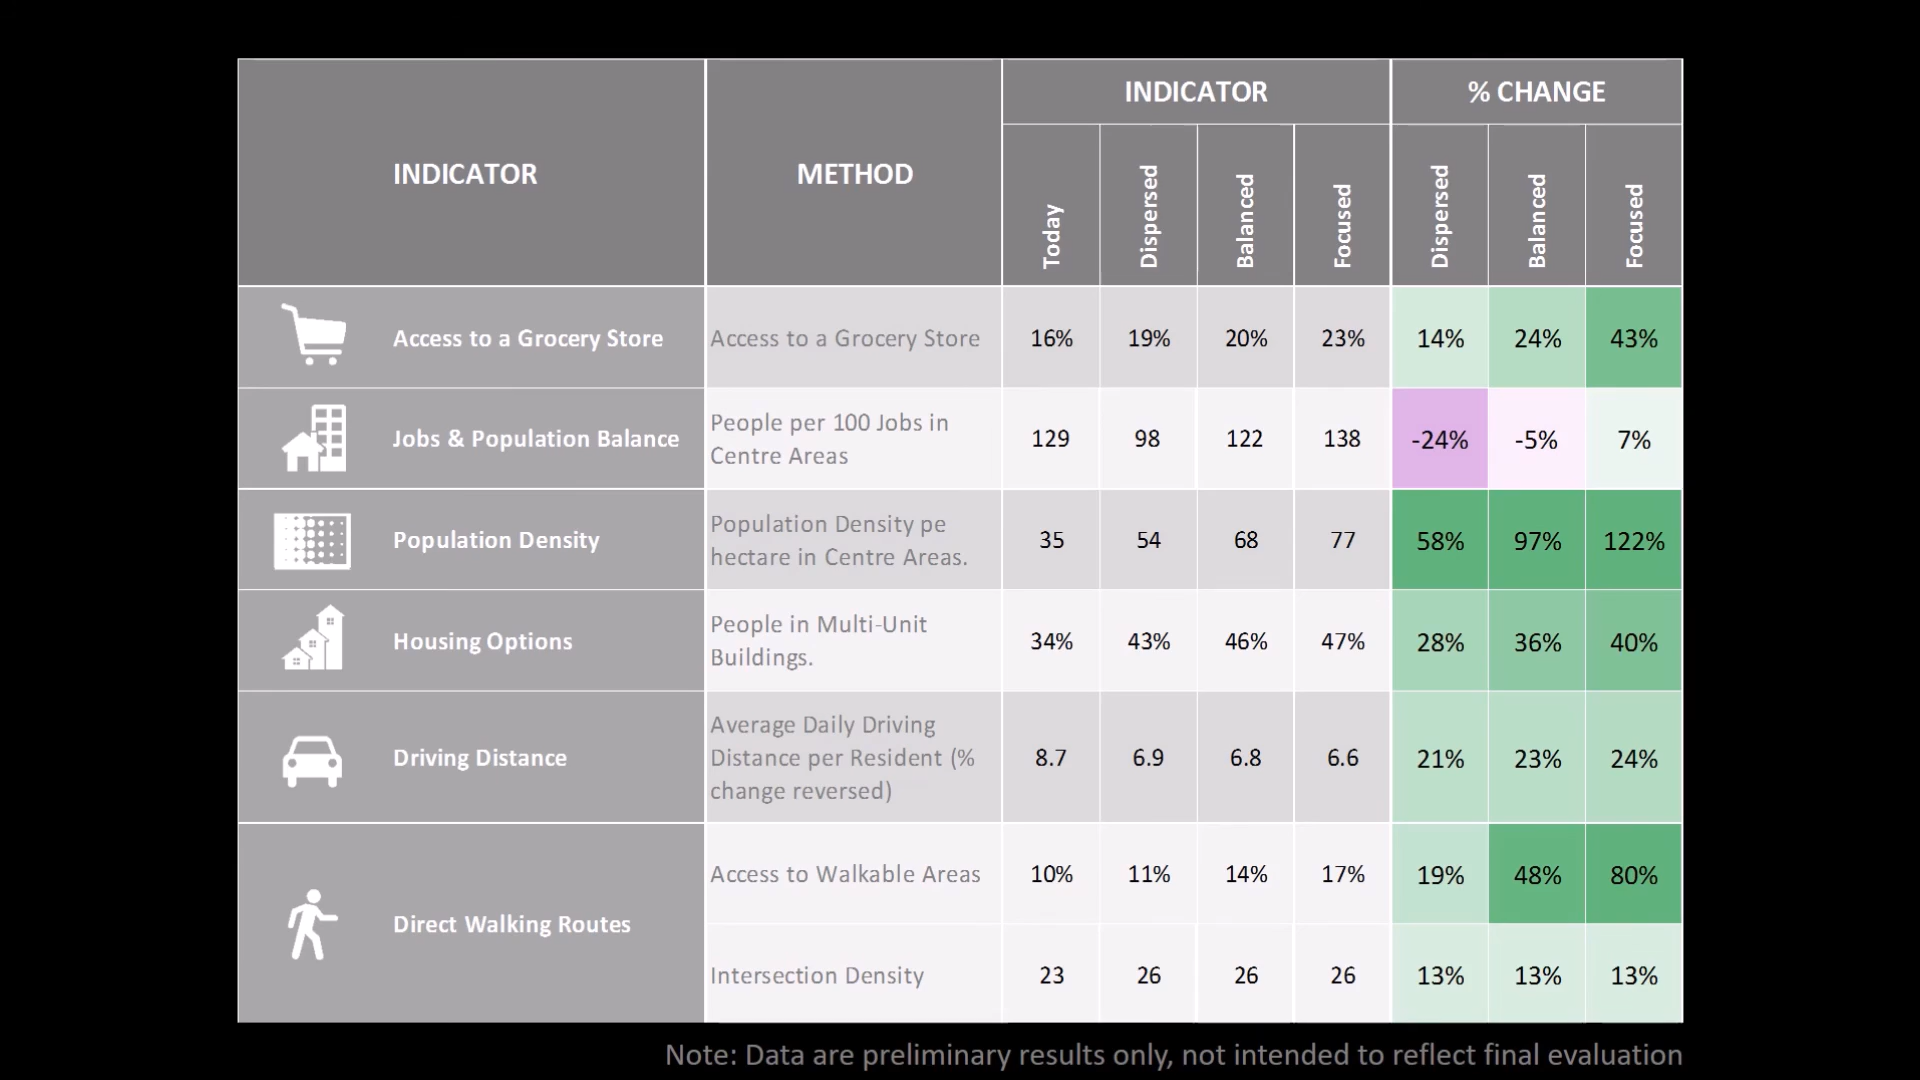 INDICATOR
METHOD
INDICATOR
% CHANGE
Today
Dispersed
Balanced
Focused
Dispersed
Balanced
Focused
Access to a Grocery Store
Access to a Grocery Store
16%
19%
20%
23%
14%
24%
43%
Jobs & Population Balance
People per 100 Jobs in
Centre Areas
129
98
122
138
-24%
-5%
7%
Population Density
Population Density pe
hectare in Centre Areas.
35
54
68
77
58%
97%
122%
Housing Options
People in Multi-Unit
Buildings.
34%
43%
46%
47%
28%
36%
40%
Driving Distance
Average Daily Driving
Distance per Resident (%
change reversed)
8.7
6.9
6.8
6.6
21%
23%
24%
Direct Walking Routes
Access to Walkable Areas
10%
11%
14%
17%
19%
48%
80%
Intersection Density
23
26
26
26
13%
13%
13%
Note: Data are preliminary results only, not intended to reflect final evaluation